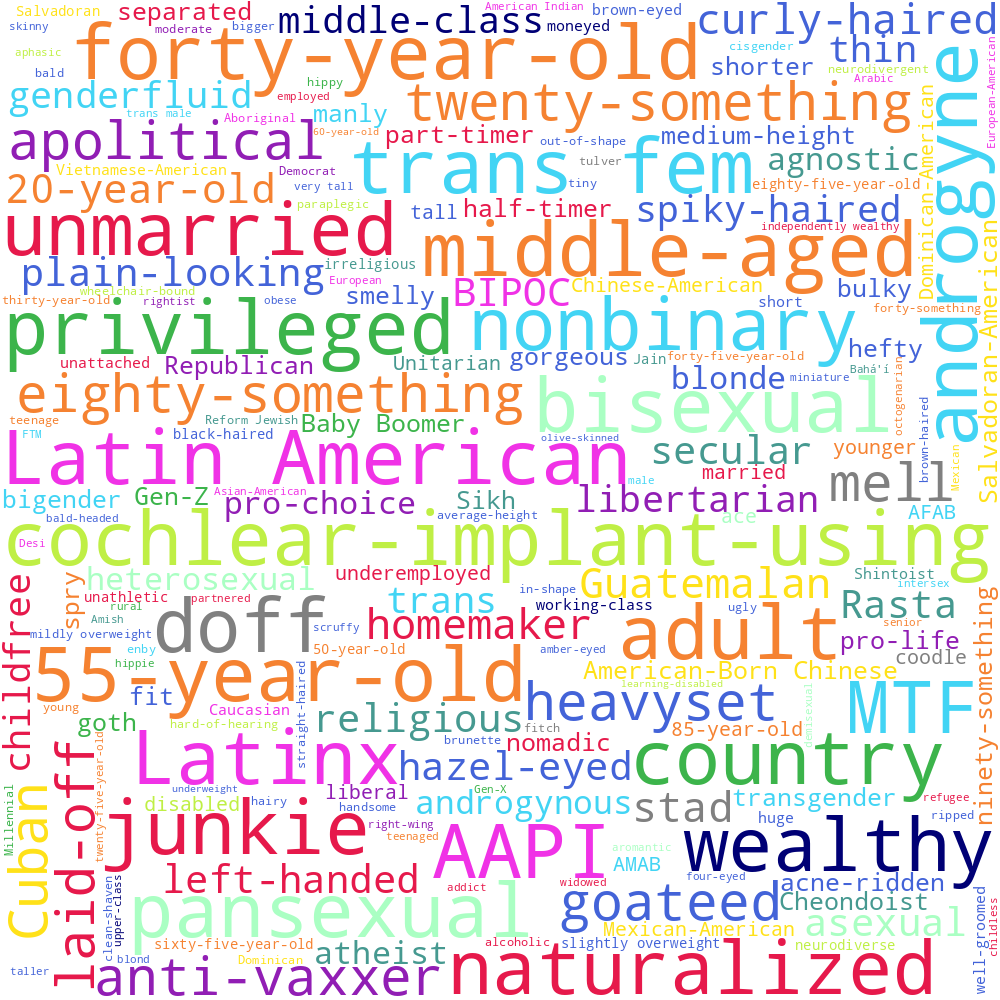 Salvadoran
separated
American Indian
brown-eyed
curly-haired
skinny
moderate
bigger
middle-class
moneyed
forty-year-old
cisgender
thin
aphasic
bald
shorter
neurodivergent
Arabic
European-American
genderfluid
hippy
employed
manly
twenty-something
androgyne
trans male
Aboriginal
60-year-old
part-timer
out-of-shape
medium-height
Dominican-American
apolitical
Vietnamese-American
Democrat
trans fem
tulver
agnostic
20-year-old
very tall
tiny
eighty-five-year-old
paraplegic
unmarried
tall
half-timer
spiky-haired
independently wealthy
middle-aged
Salvadoran-American
plain-looking
irreligious
European
wheelchair-bound
BIPOC
Chinese-American
bulky
thirty-year-old
rightist
obese
smelly
short
forty-something
privileged
nonbinary
unattached
Republican
Unitarian
gorgeous
Jain
forty-five-year-old
hefty
Bahá'í
blonde
miniature
octogenarian
eighty-something
bisexual
brown-haired
teenage
Reform Jewish
Baby Boomer
FTM
black-haired
olive-skinned
secular
younger
Mexican
Latin American
male
married
mell
bigender
Gen-Z
Asian-American
pro-choice
Sikh
libertarian
AFAB
bald-headed
average-height
ace
cochlear-implant-using
Desi
heterosexual
underemployed
in-shape
Guatemalan
Shintoist
intersex
childfree
spry
unathletic
partnered
trans
working-class
ugly
Rasta
ninety-something
rural
Amish
doff
homemaker
adult
senior
mildly overweight
scruffy
pro-life
enby
50-year-old
amber-eyed
coodle
hippie
55-year-old
American-Born Chinese
learning-disabled
fit
heavyset
MTF
young
Caucasian
straight-haired
demisexual
goth
hard-of-hearing
religious
fitch
85-year-old
laid-off
twenty-five-year-old
brunette
nomadic
Latinx
hazel-eyed
country
Millennial
underweight
liberal
Gen-X
disabled
hairy
handsome
androgynous
stad
transgender
refugee
Cuban
junkie
right-wing
teenaged
huge
ripped
AAPI
wealthy
aromantic
AMAB
clean-shaven
upper-class
left-handed
addict
widowed
four-eyed
acne-ridden
pansexual
goateed
Cheondoist
well-groomed
childless
Mexican-American
asexual
sixty-five-year-old
alcoholic
slightly overweight
neurodiverse
atheist
blond
Dominican
taller
anti-vaxxer
naturalized